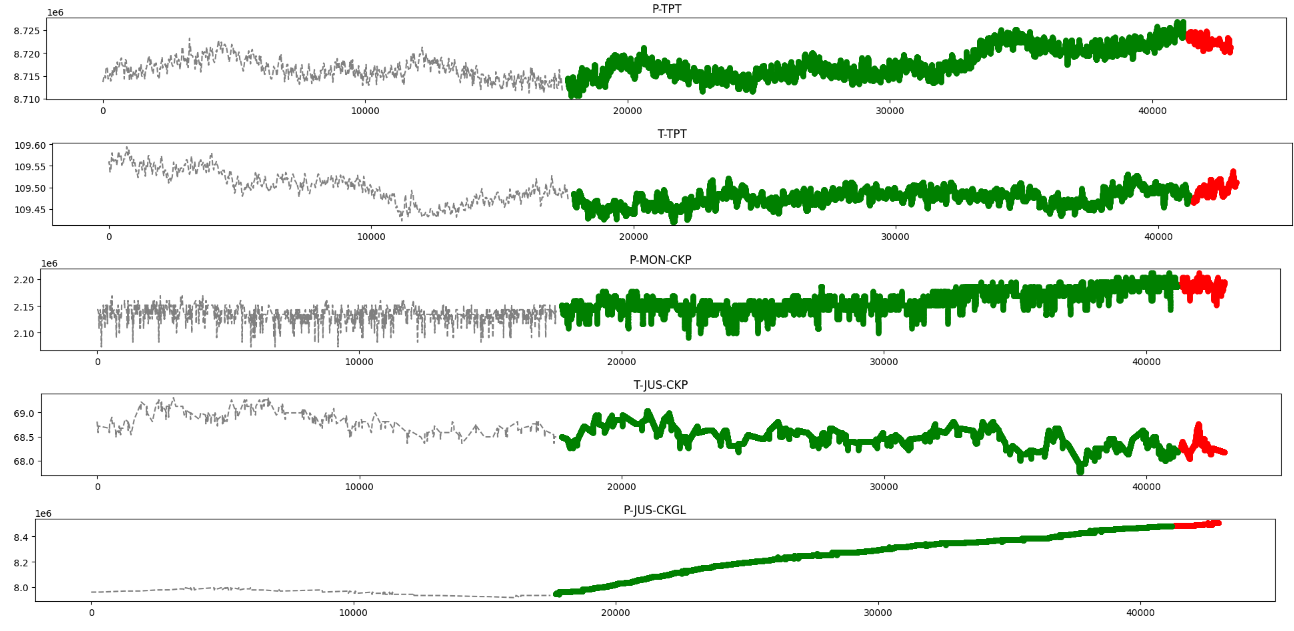 P-TPT
1e6
8.725
8.720
8.715
8.710
0 10000 20000 30000 40000
T-TPT
109.60
109.55
109.50
109.45
0 10000 20000 30000 40000
P-MON-CKP
1e6
2.20
2.15
2.10
0 10000 20000 30000 40000
T-JUS-CKP
69.0
68.5
68.0
0 10000 20000 30000 40000
P-JUS-CKGL
1e6
8.4
8.2
8.0
0 10000 20000 30000 40000